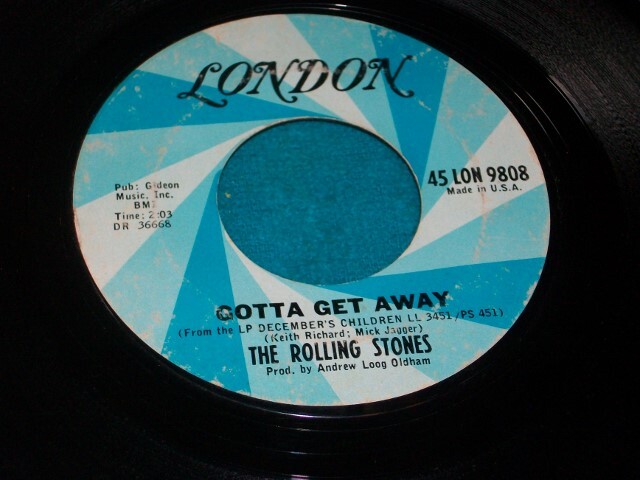 LONDON
Pub: Gideon
Music, Inc.
BMI
Time: 2:03
DR 36668
45 LON 9808
Made in U.S.A.
GOTTA GET AWAY
(From the LP DECEMBER'S CHILDREN LL 3451/PS 451)
(Keith Richard; Mick Jagger)
THE ROLLING STONES
Prod. by Andrew Loog Oldham